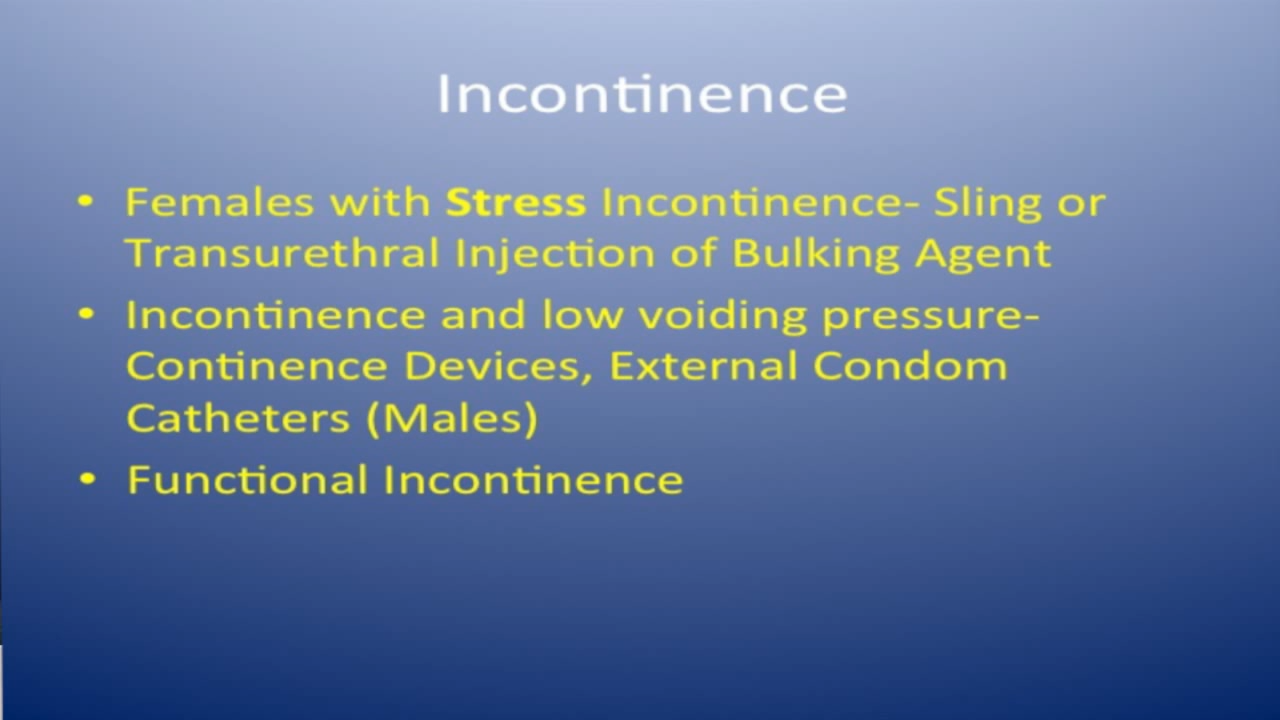 Incontinence
• Females with Stress Incontinence- Sling or
Transurethral Injection of Bulking Agent
• Incontinence and low voiding pressure-
Continence Devices, External Condom
Catheters (Males)
• Functional Incontinence